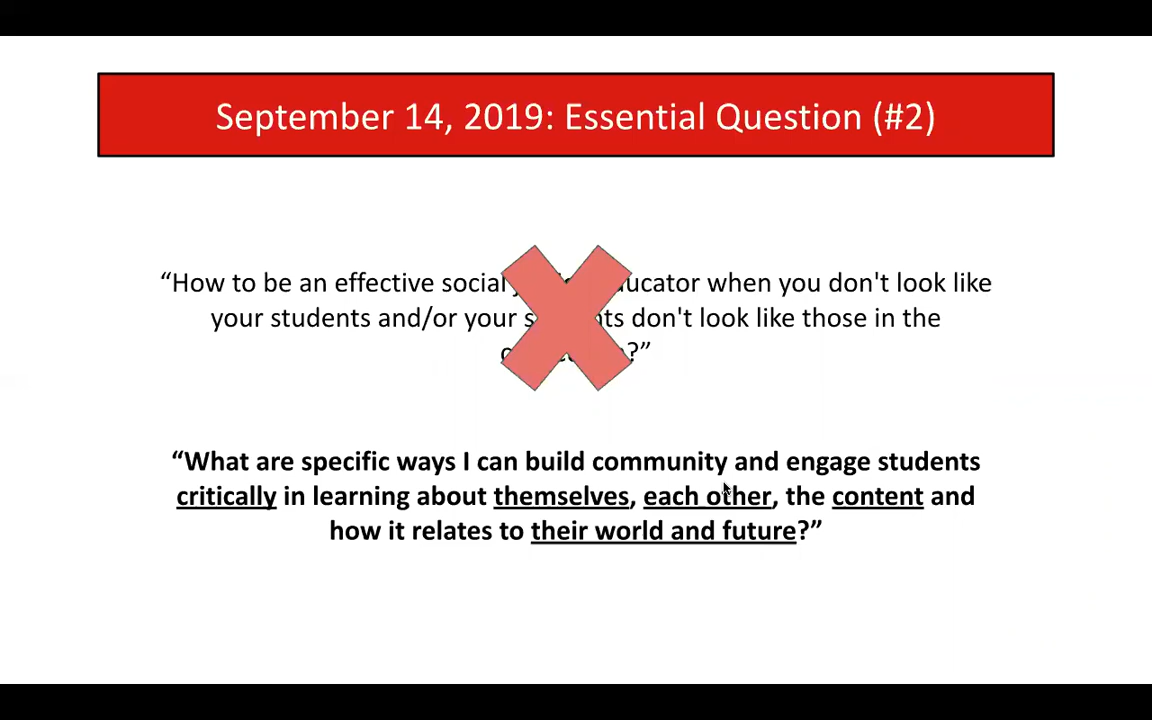 September 14, 2019: Essential Question (#2)
“How to be an effective social when you don't look like
your students and/or your don't look like those in the
“What are specific ways I can build community and engage students
critically in learning about themselves, each other, the content and
how it relates to their world and future?”